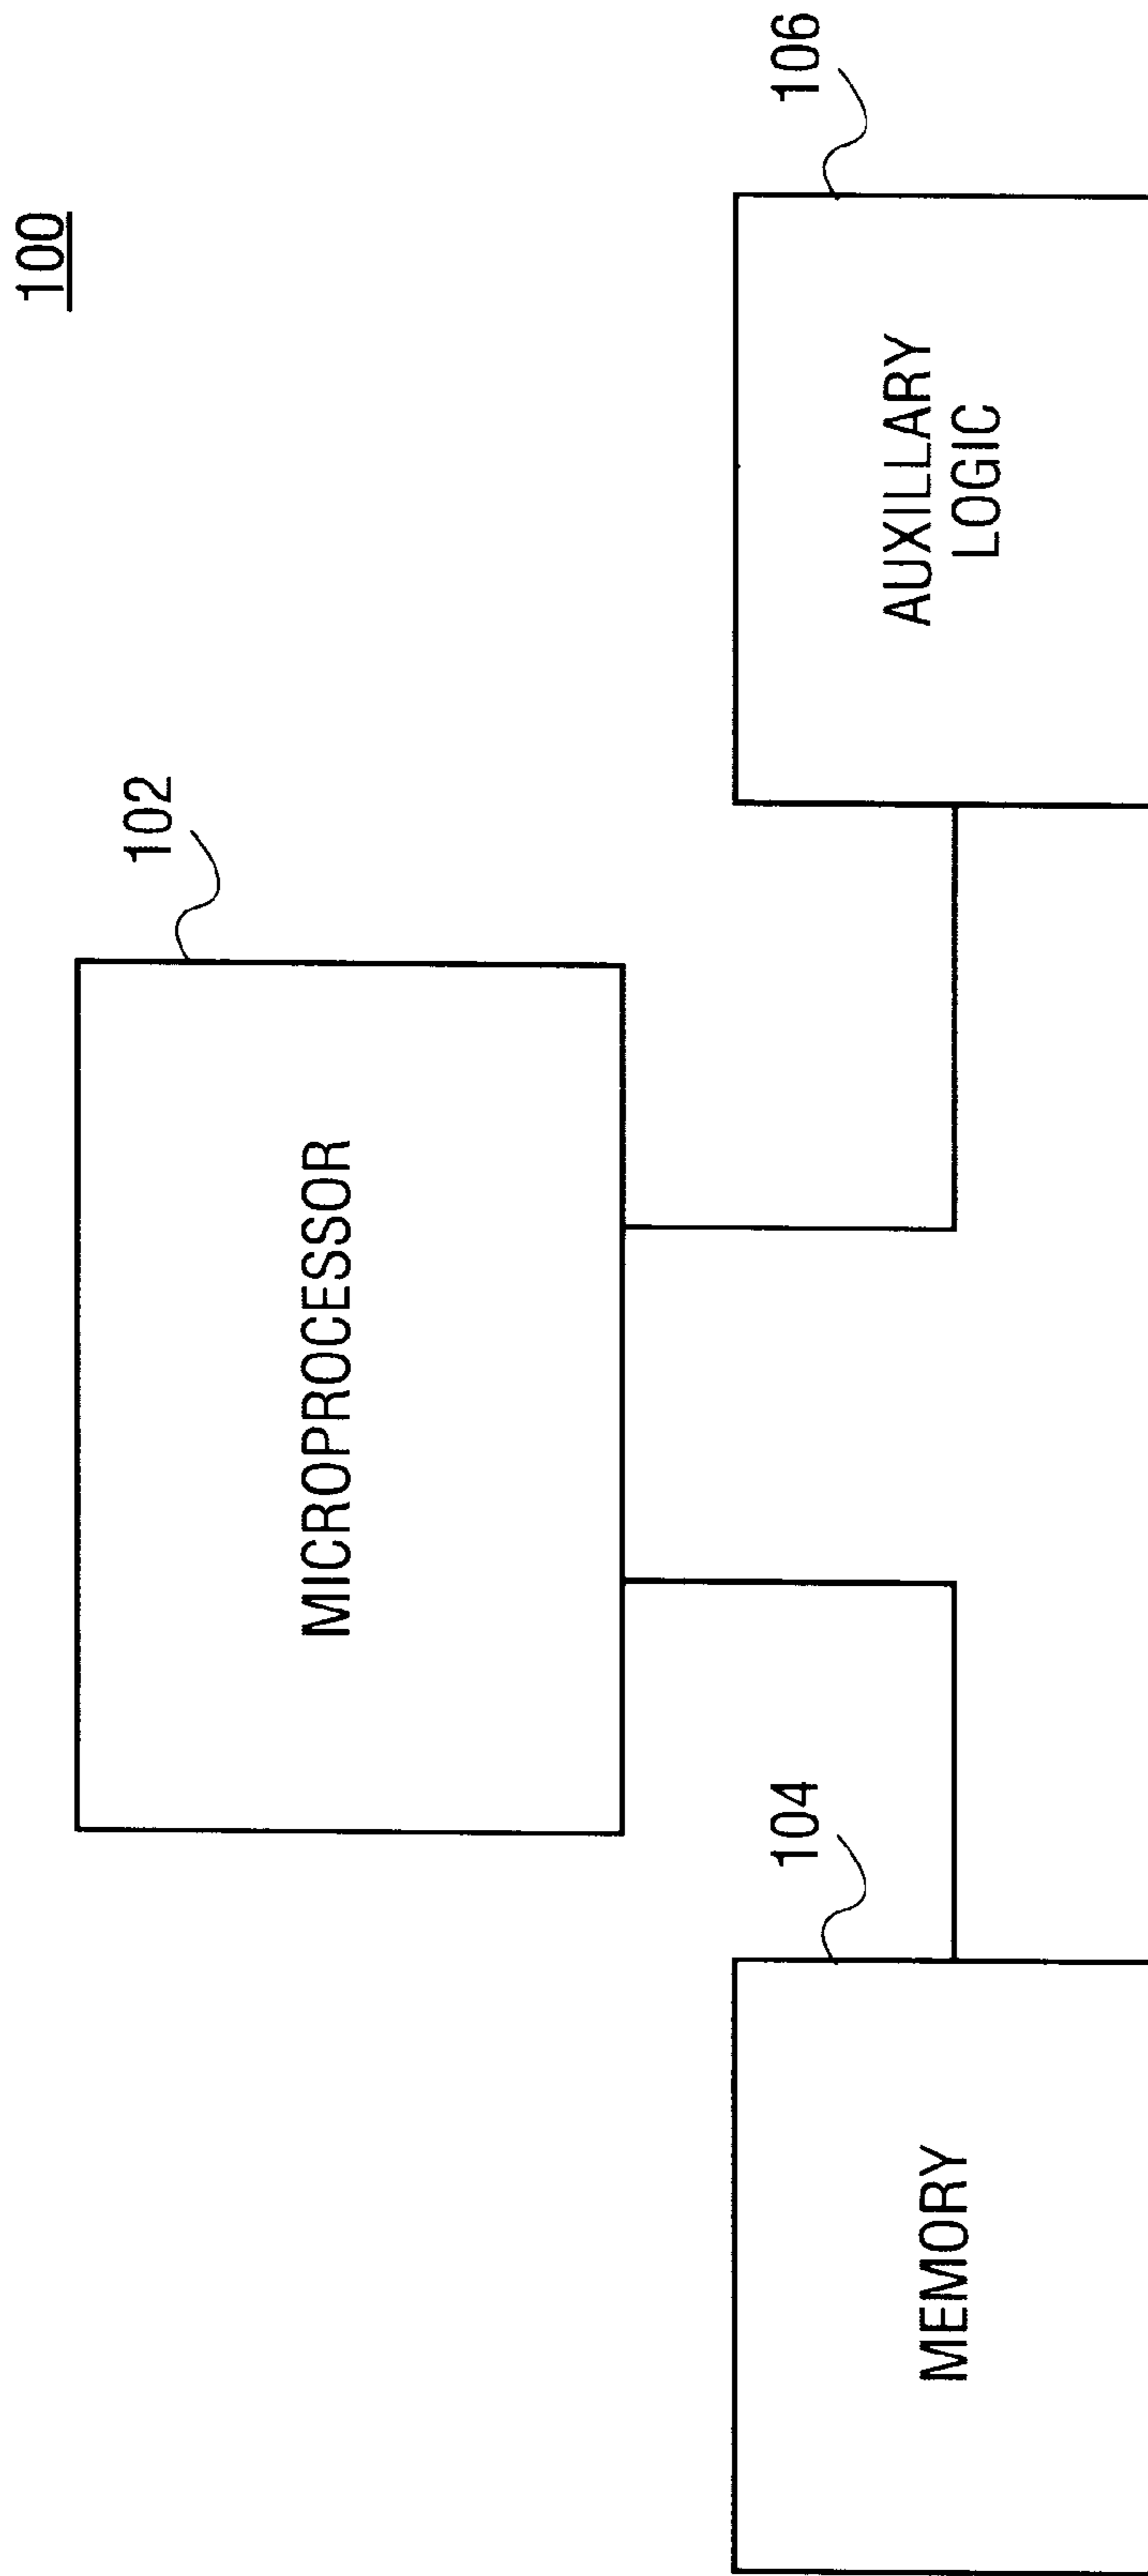 100
102
MICROPROCESSOR
104
MEMORY
106
AUXILLARY
LOGIC